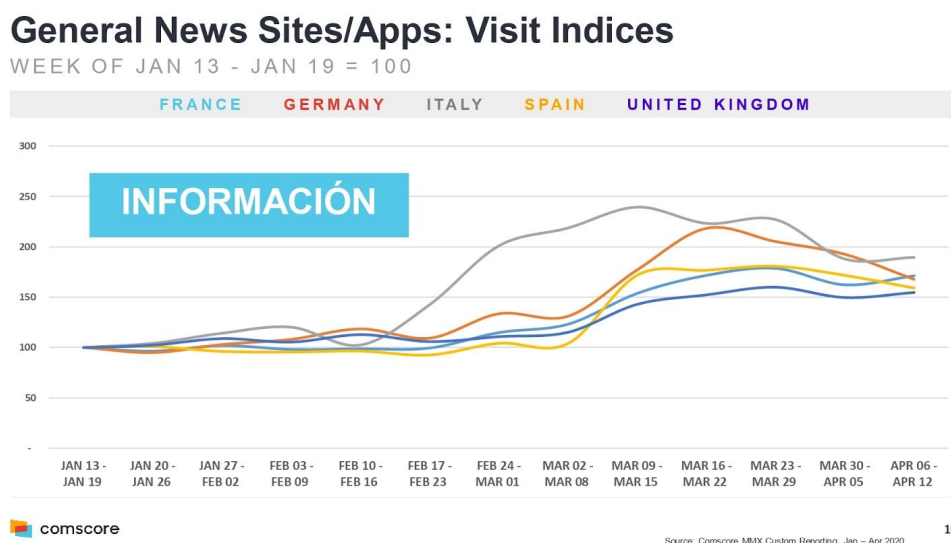 General News Sites/Apps: Visit Indices
WEEK OF JAN 13 - JAN 19 = 100
FRANCE GERMANY ITALY SPAIN UNITED KINGDOM
300
250
INFORMACIÓN
200
150
100
50
-
JAN 13 - JAN 19
JAN 20 - JAN 26
JAN 27 - FEB 02
FEB 03 - FEB 09
FEB 10 - FEB 16
FEB 17 - FEB 23
FEB 24 - MAR 01
MAR 02 - MAR 08
MAR 09 - MAR 15
MAR 16 - MAR 22
MAR 23 - MAR 29
MAR 30 - APR 05
APR 06 - APR 12
comscore
Source: Comscore MMX Custom Reporting, Jan – Apr 2020